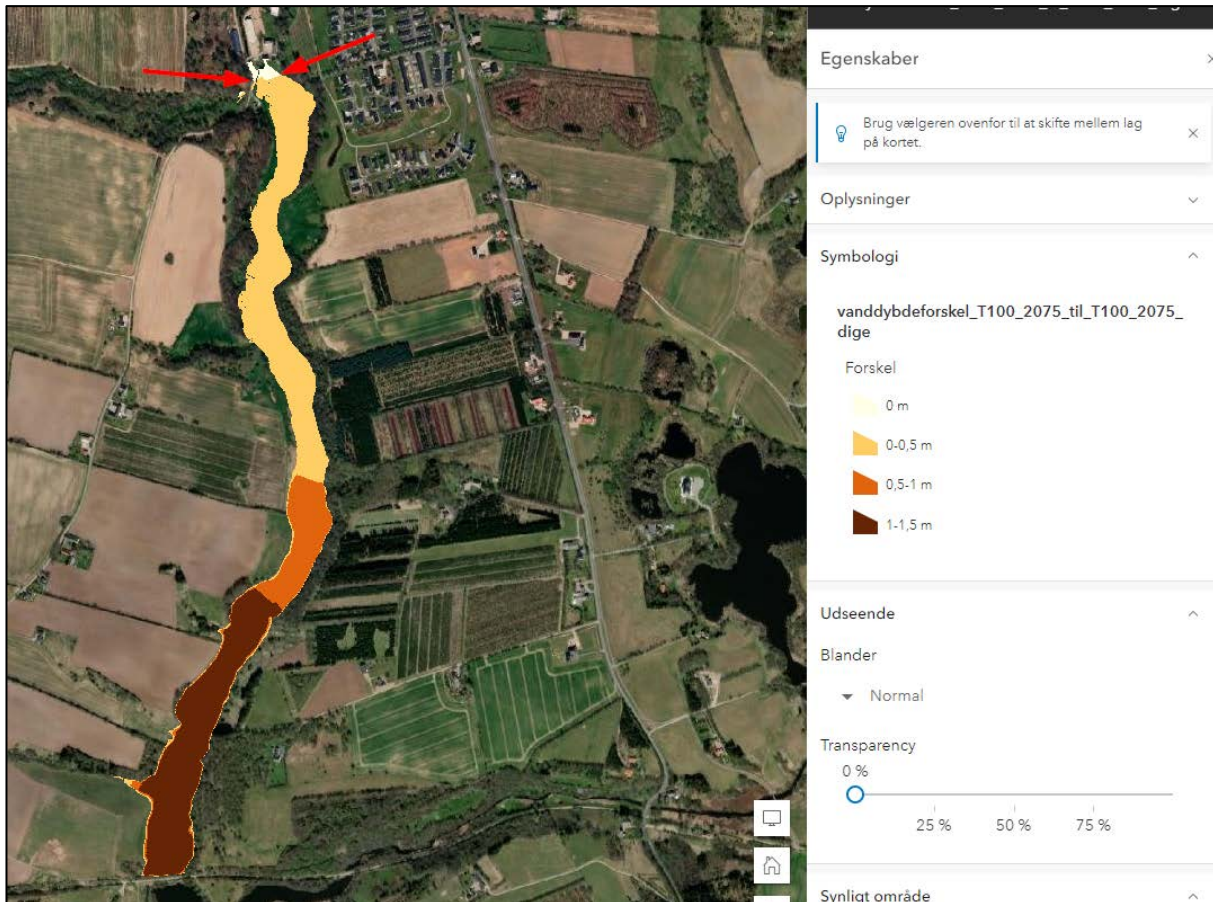 Egenskaber
Brug vælgeren ovenfor til at skifte mellem lag
på kortet.
Oplysninger
Symbologi
vanddybdeforskel_T100_2075_til_T100_2075_
dige
Forskel
0 m
0-0,5 m
0,5-1 m
1-1,5 m
Udseende
Blander
Normal
Transparency
0 %
25 %
50 %
75 %
Synligt område